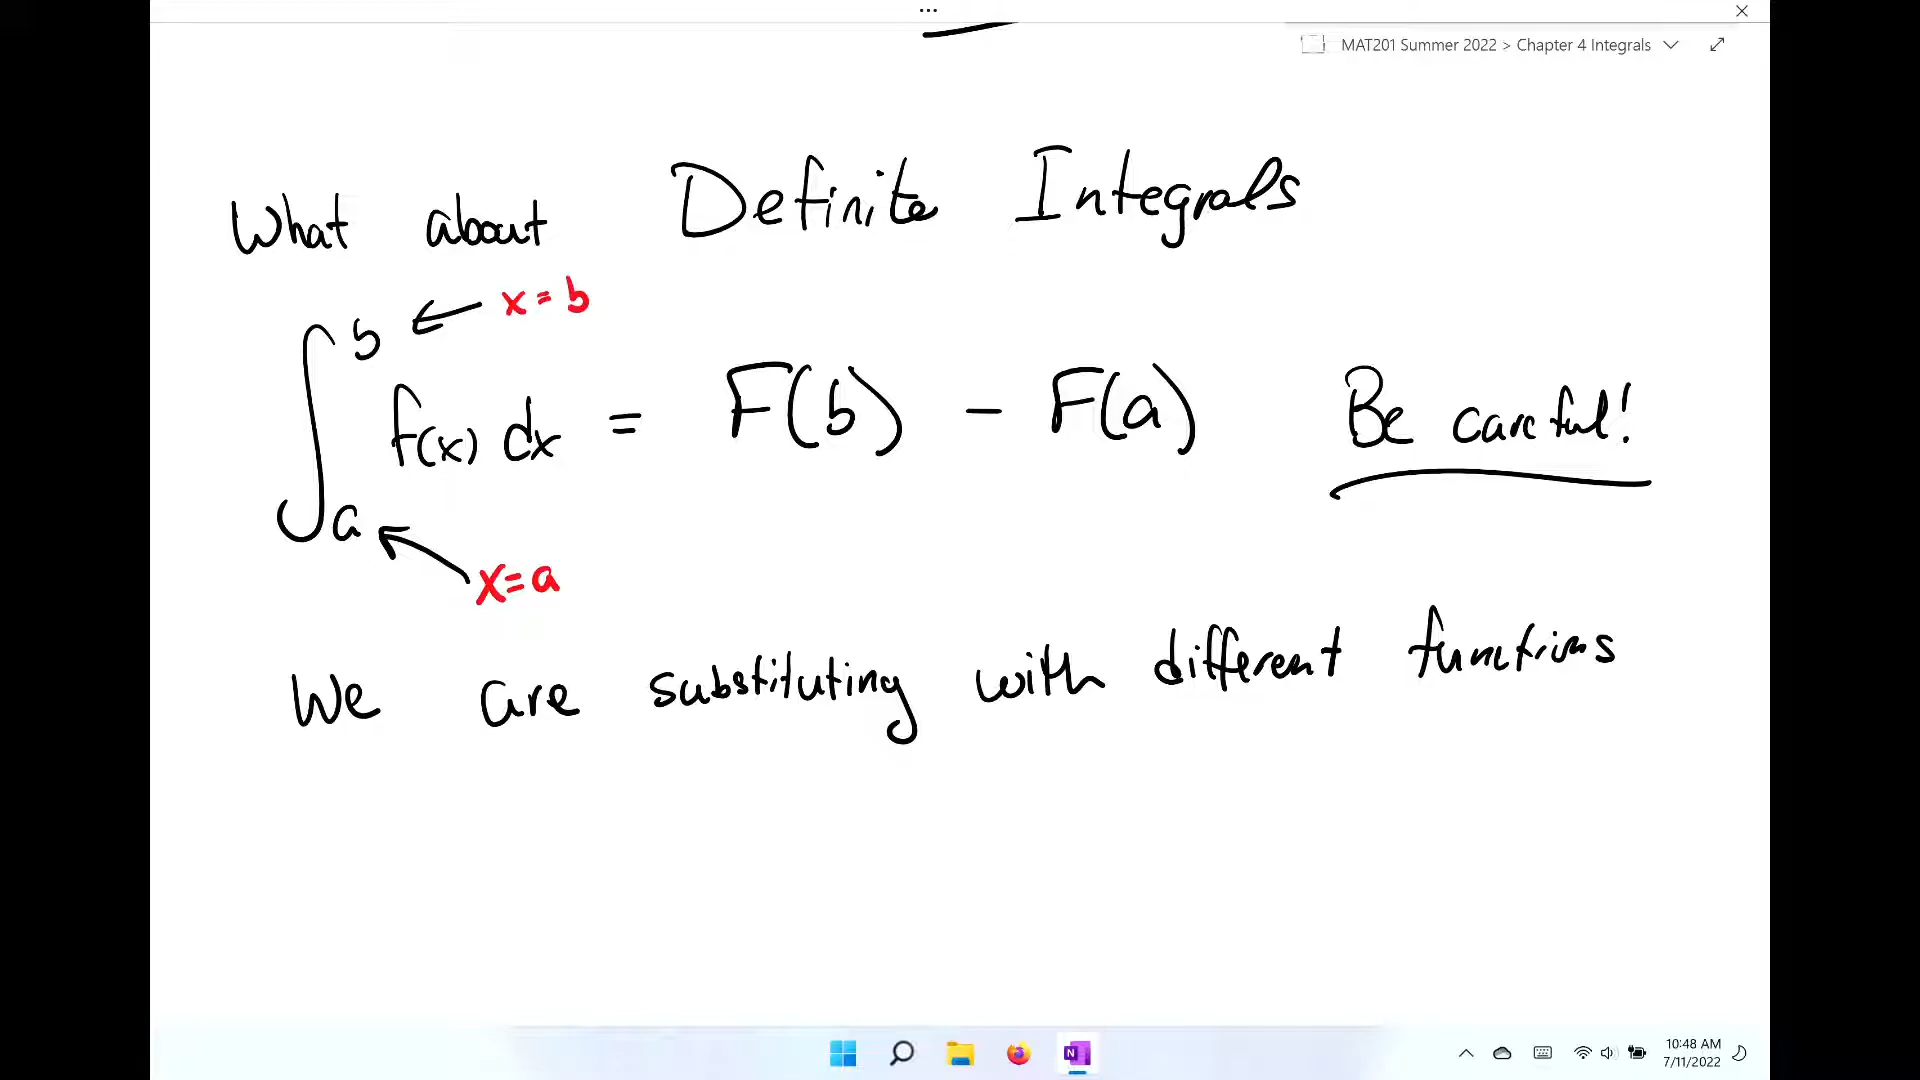 ...
MAT201 Summer 2022 > Chapter 4 Integrals
What about Definite Integrals
b ← x = b
∫ f(x) dx = F(b) - F(a) Be careful!
a ← x = a
We are substituting with different functions
10:48 AM
7/11/2022